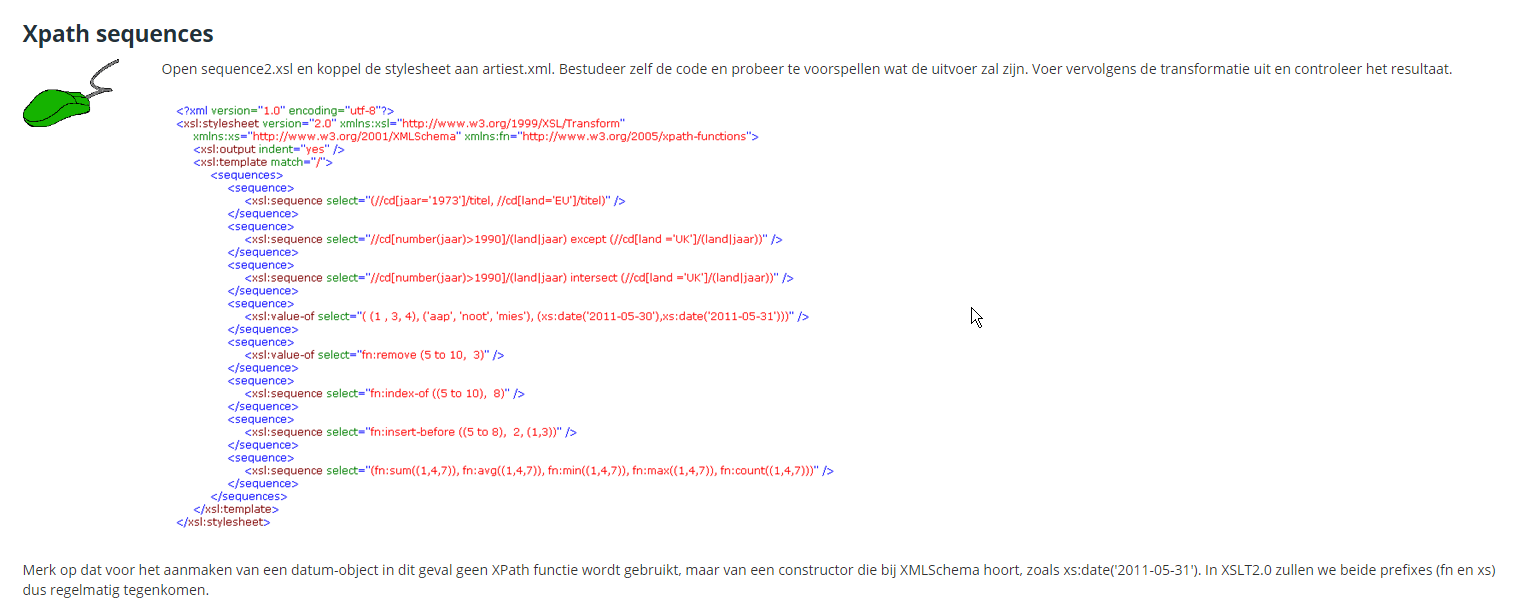 Xpath sequences
Open sequence2.xsl en koppel de stylesheet aan artiest.xml. Bestudeer zelf de code en probeer te voorspellen wat de uitvoer zal zijn. Voer vervolgens de transformatie uit en controleer het resultaat.
<?xml version="1.0" encoding="utf-8"?>
<xsl:stylesheet version="2.0" xmlns:xsl="http://www.w3.org/1999/XSL/Transform"
xmlns:xs="http://www.w3.org/2001/XMLSchema" xmlns:fn="http://www.w3.org/2005/xpath-functions">
<xsl:output indent="yes" />
<xsl:template match="/">
<sequences>
<sequence>
<xsl:sequence select="(//cd[jaar='1973']/titel, //cd[land='EU']/titel)" />
</sequence>
<sequence>
<xsl:sequence select="//cd[number(jaar)>1990]/(land|jaar) except (//cd[land ='UK']/(land|jaar))" />
</sequence>
<sequence>
<xsl:sequence select="//cd[number(jaar)>1990]/(land|jaar) intersect (//cd[land ='UK']/(land|jaar))" />
</sequence>
<sequence>
<xsl:value-of select="( (1 , 3, 4), ('aap', 'noot', 'mies'), (xs:date('2011-05-30'),xs:date('2011-05-31')))" />
</sequence>
<sequence>
<xsl:value-of select="fn:remove (5 to 10,  3)" />
</sequence>
<sequence>
<xsl:sequence select="fn:index-of ((5 to 10),  8)" />
</sequence>
<sequence>
<xsl:sequence select="fn:insert-before ((5 to 8),  2, (1,3))" />
</sequence>
<sequence>
<xsl:sequence select="(fn:sum((1,4,7)), fn:avg((1,4,7)), fn:min((1,4,7)), fn:max((1,4,7)), fn:count((1,4,7)))" />
</sequence>
</sequences>
</xsl:template>
</xsl:stylesheet>
Merk op dat voor het aanmaken van een datum-object in dit geval geen XPath functie wordt gebruikt, maar van een constructor die bij XMLSchema hoort, zoals xs:date('2011-05-31'). In XSLT2.0 zullen we beide prefixes (fn en xs)
dus regelmatig tegenkomen.